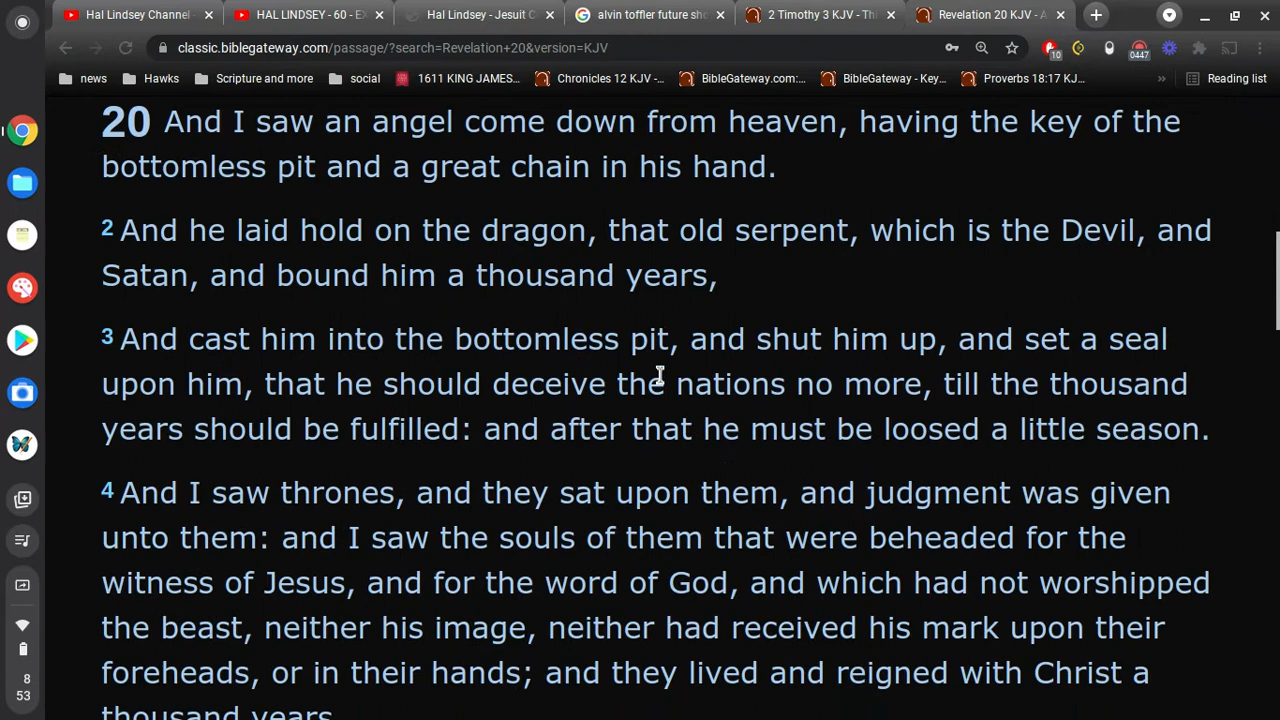 Hal Lindsey Channel -
HAL LINDSEY - 60 - EX
Hal Lindsey - Jesuit C
alvin toffler future sho
2 Timothy 3 KJV - Thi
Revelation 20 KJV - A
classic.biblegateway.com/passage/?search=Revelation+20&version=KJV
10
0447
news
Hawks
Scripture and more
social
1611 KING JAMES...
Chronicles 12 KJV -...
BibleGateway.com:...
BibleGateway - Key...
Proverbs 18:17 KJ...
»
Reading list
20 And I saw an angel come down from heaven, having the key of the
bottomless pit and a great chain in his hand.
2 And he laid hold on the dragon, that old serpent, which is the Devil, and
Satan, and bound him a thousand years,
3 And cast him into the bottomless pit, and shut him up, and set a seal
upon him, that he should deceive the nations no more, till the thousand
years should be fulfilled: and after that he must be loosed a little season.
4 And I saw thrones, and they sat upon them, and judgment was given
unto them: and I saw the souls of them that were beheaded for the
witness of Jesus, and for the word of God, and which had not worshipped
the beast, neither his image, neither had received his mark upon their
foreheads, or in their hands; and they lived and reigned with Christ a
thousand years.
8
53